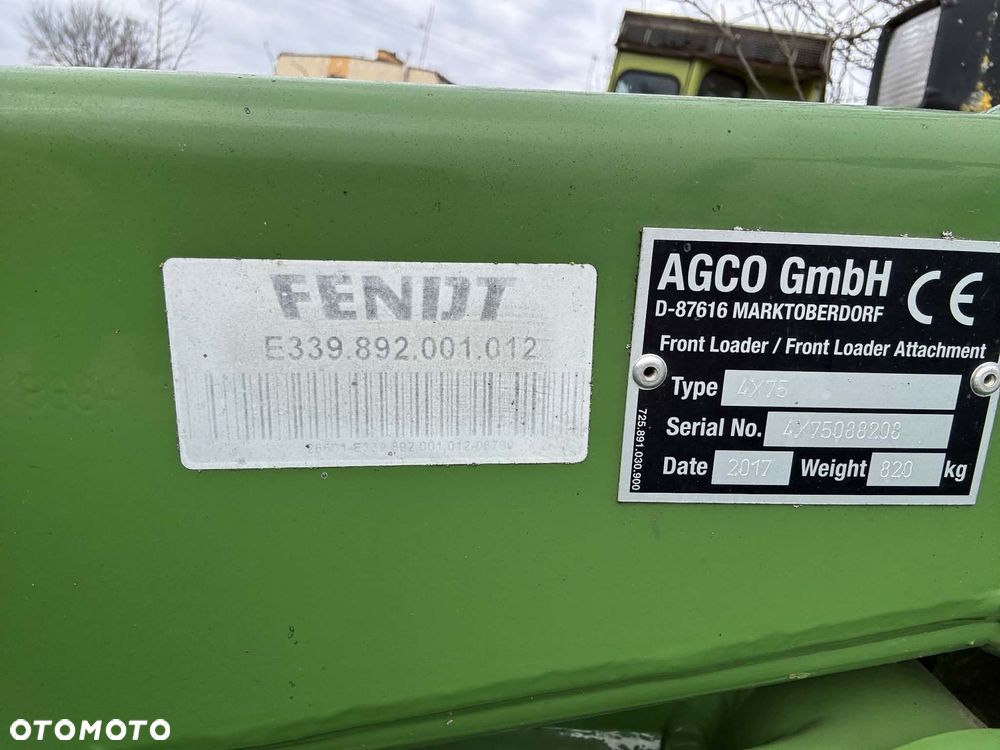 FENDT
E339.892.001.012
AGCO GmbH
D-87616 MARKTOBERDORF
CE
Front Loader / Front Loader Attachment
Type 4X75
Serial No. 4X75088208
Date 2017 Weight 820 kg
725.891.030.900
OTOMOTO